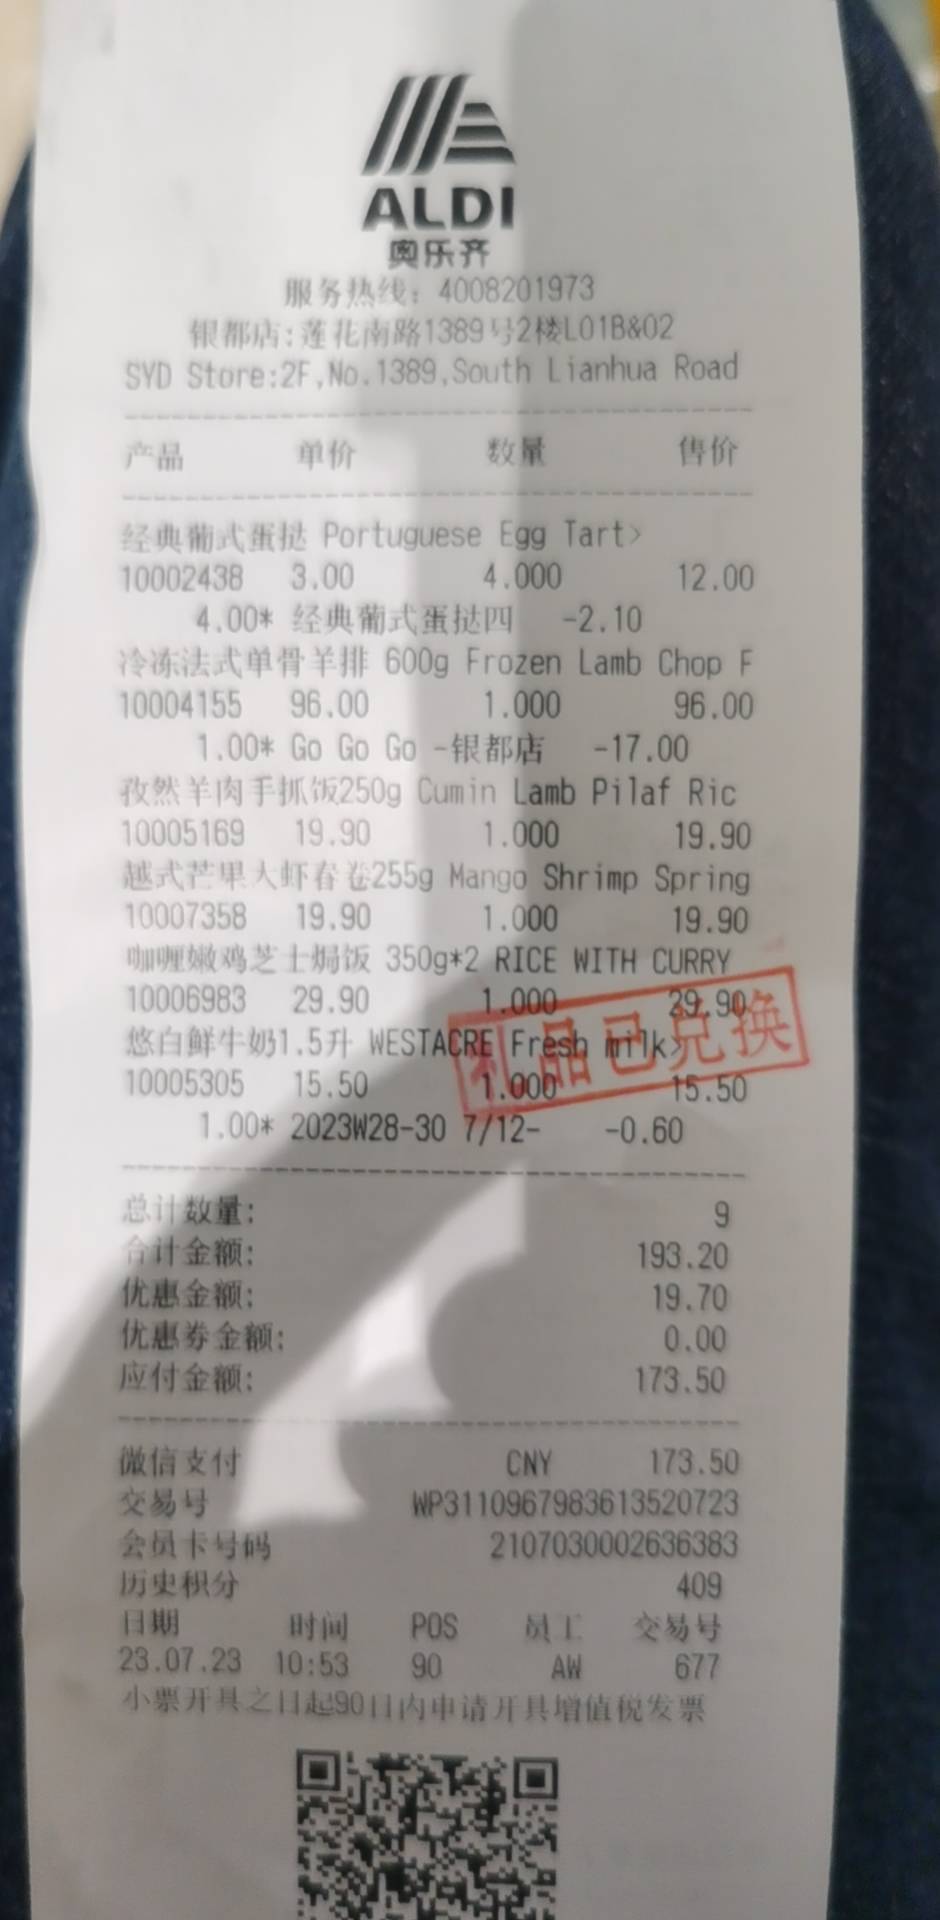 ALDI
奥乐齐
服务热线: 4008201973
银都店:莲花南路1389号2楼L01B&02
SYD Store:2F,No.1389,South Lianhua Road
产品 单价 数量 售价
经典葡式蛋挞 Portuguese Egg Tart>
10002438 3.00 4.000 12.00
4.00* 经典葡式蛋挞四 -2.10
冷冻法式单骨羊排 600g Frozen Lamb Chop F
10004155 96.00 1.000 96.00
1.00* Go Go Go -银都店 -17.00
孜然羊肉手抓饭250g Cumin Lamb Pilaf Ric
10005169 19.90 1.000 19.90
越式芒果大虾春卷255g Mango Shrimp Spring
10007358 19.90 1.000 19.90
咖喱嫩鸡芝士焗饭 350g*2 RICE WITH CURRY
10006983 29.90 1.000 29.90
悠白鲜牛奶1.5升 WESTACRE Fresh milk>
礼品已兑换
10005305 15.50 1.000 15.50
1.00* 2023W28-30 7/12- -0.60
总计数量: 9
合计金额: 193.20
优惠金额: 19.70
优惠券金额: 0.00
应付金额: 173.50
微信支付 CNY 173.50
交易号 WP311096798361352​0723
会员卡号码 2107030002636383
历史积分 409
日期 时间 POS 员工 交易号
23.07.23 10:53 90 AW 677
小票开具之日起90日内申请开具增值税发票